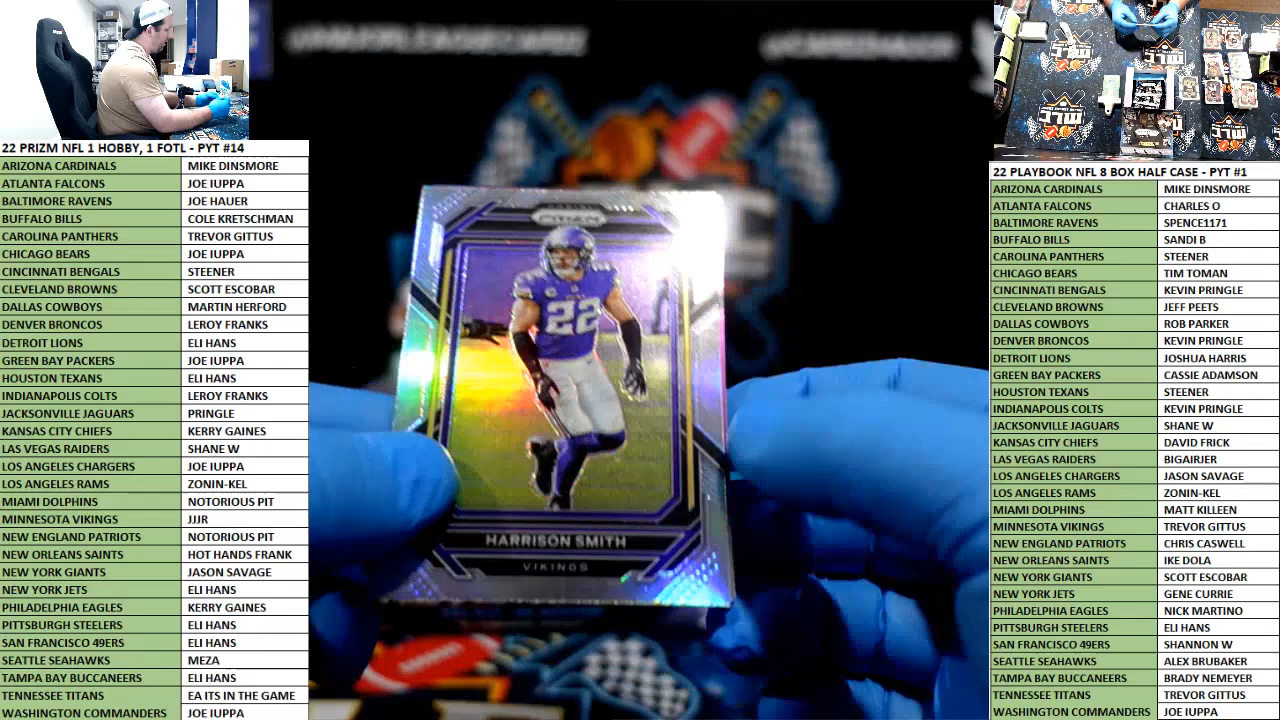 22 PRIZM NFL 1 HOBBY, 1 FOTL - PYT #14
ARIZONA CARDINALS MIKE DINSMORE
ATLANTA FALCONS JOE IUPPA
BALTIMORE RAVENS JOE HAUER
BUFFALO BILLS COLE KRETSCHMAN
CAROLINA PANTHERS TREVOR GITTUS
CHICAGO BEARS JOE IUPPA
CINCINNATI BENGALS STEENER
CLEVELAND BROWNS SCOTT ESCOBAR
DALLAS COWBOYS MARTIN HERFORD
DENVER BRONCOS LEROY FRANKS
DETROIT LIONS ELI HANS
GREEN BAY PACKERS JOE IUPPA
HOUSTON TEXANS ELI HANS
INDIANAPOLIS COLTS LEROY FRANKS
JACKSONVILLE JAGUARS PRINGLE
KANSAS CITY CHIEFS KERRY GAINES
LAS VEGAS RAIDERS SHANE W
LOS ANGELES CHARGERS JOE IUPPA
LOS ANGELES RAMS ZONIN-KEL
MIAMI DOLPHINS NOTORIOUS PIT
MINNESOTA VIKINGS JJJR
NEW ENGLAND PATRIOTS NOTORIOUS PIT
NEW ORLEANS SAINTS HOT HANDS FRANK
NEW YORK GIANTS JASON SAVAGE
NEW YORK JETS ELI HANS
PHILADELPHIA EAGLES KERRY GAINES
PITTSBURGH STEELERS ELI HANS
SAN FRANCISCO 49ERS ELI HANS
SEATTLE SEAHAWKS MEZA
TAMPA BAY BUCCANEERS ELI HANS
TENNESSEE TITANS EA ITS IN THE GAME
WASHINGTON COMMANDERS JOE IUPPA
PRIZM
22
HARRISON SMITH
VIKINGS
MLC
22 PLAYBOOK NFL 8 BOX HALF CASE - PYT #1
ARIZONA CARDINALS MIKE DINSMORE
ATLANTA FALCONS CHARLES O
BALTIMORE RAVENS SPENCE1171
BUFFALO BILLS SANDI B
CAROLINA PANTHERS STEENER
CHICAGO BEARS TIM TOMAN
CINCINNATI BENGALS KEVIN PRINGLE
CLEVELAND BROWNS JEFF PEETS
DALLAS COWBOYS ROB PARKER
DENVER BRONCOS KEVIN PRINGLE
DETROIT LIONS JOSHUA HARRIS
GREEN BAY PACKERS CASSIE ADAMSON
HOUSTON TEXANS STEENER
INDIANAPOLIS COLTS KEVIN PRINGLE
JACKSONVILLE JAGUARS SHANE W
KANSAS CITY CHIEFS DAVID FRICK
LAS VEGAS RAIDERS BIGAIRJER
LOS ANGELES CHARGERS JASON SAVAGE
LOS ANGELES RAMS ZONIN-KEL
MIAMI DOLPHINS MATT KILLEEN
MINNESOTA VIKINGS TREVOR GITTUS
NEW ENGLAND PATRIOTS CHRIS CASWELL
NEW ORLEANS SAINTS IKE DOLA
NEW YORK GIANTS SCOTT ESCOBAR
NEW YORK JETS GENE CURRIE
PHILADELPHIA EAGLES NICK MARTINO
PITTSBURGH STEELERS ELI HANS
SAN FRANCISCO 49ERS SHANNON W
SEATTLE SEAHAWKS ALEX BRUBAKER
TAMPA BAY BUCCANEERS BRADY NEMEYER
TENNESSEE TITANS TREVOR GITTUS
WASHINGTON COMMANDERS JOE IUPPA